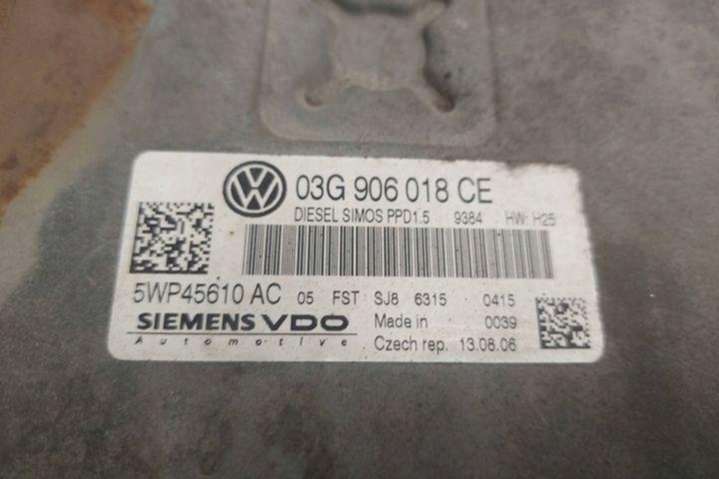 03G 906 018 CE
DIESEL SIMOS PPD1.5 9384 HW: H25
5WP45610 AC 05 FST SJ8 6315 0415
SIEMENS VDO Made in 0039
Automotive Czech rep. 13.08.06